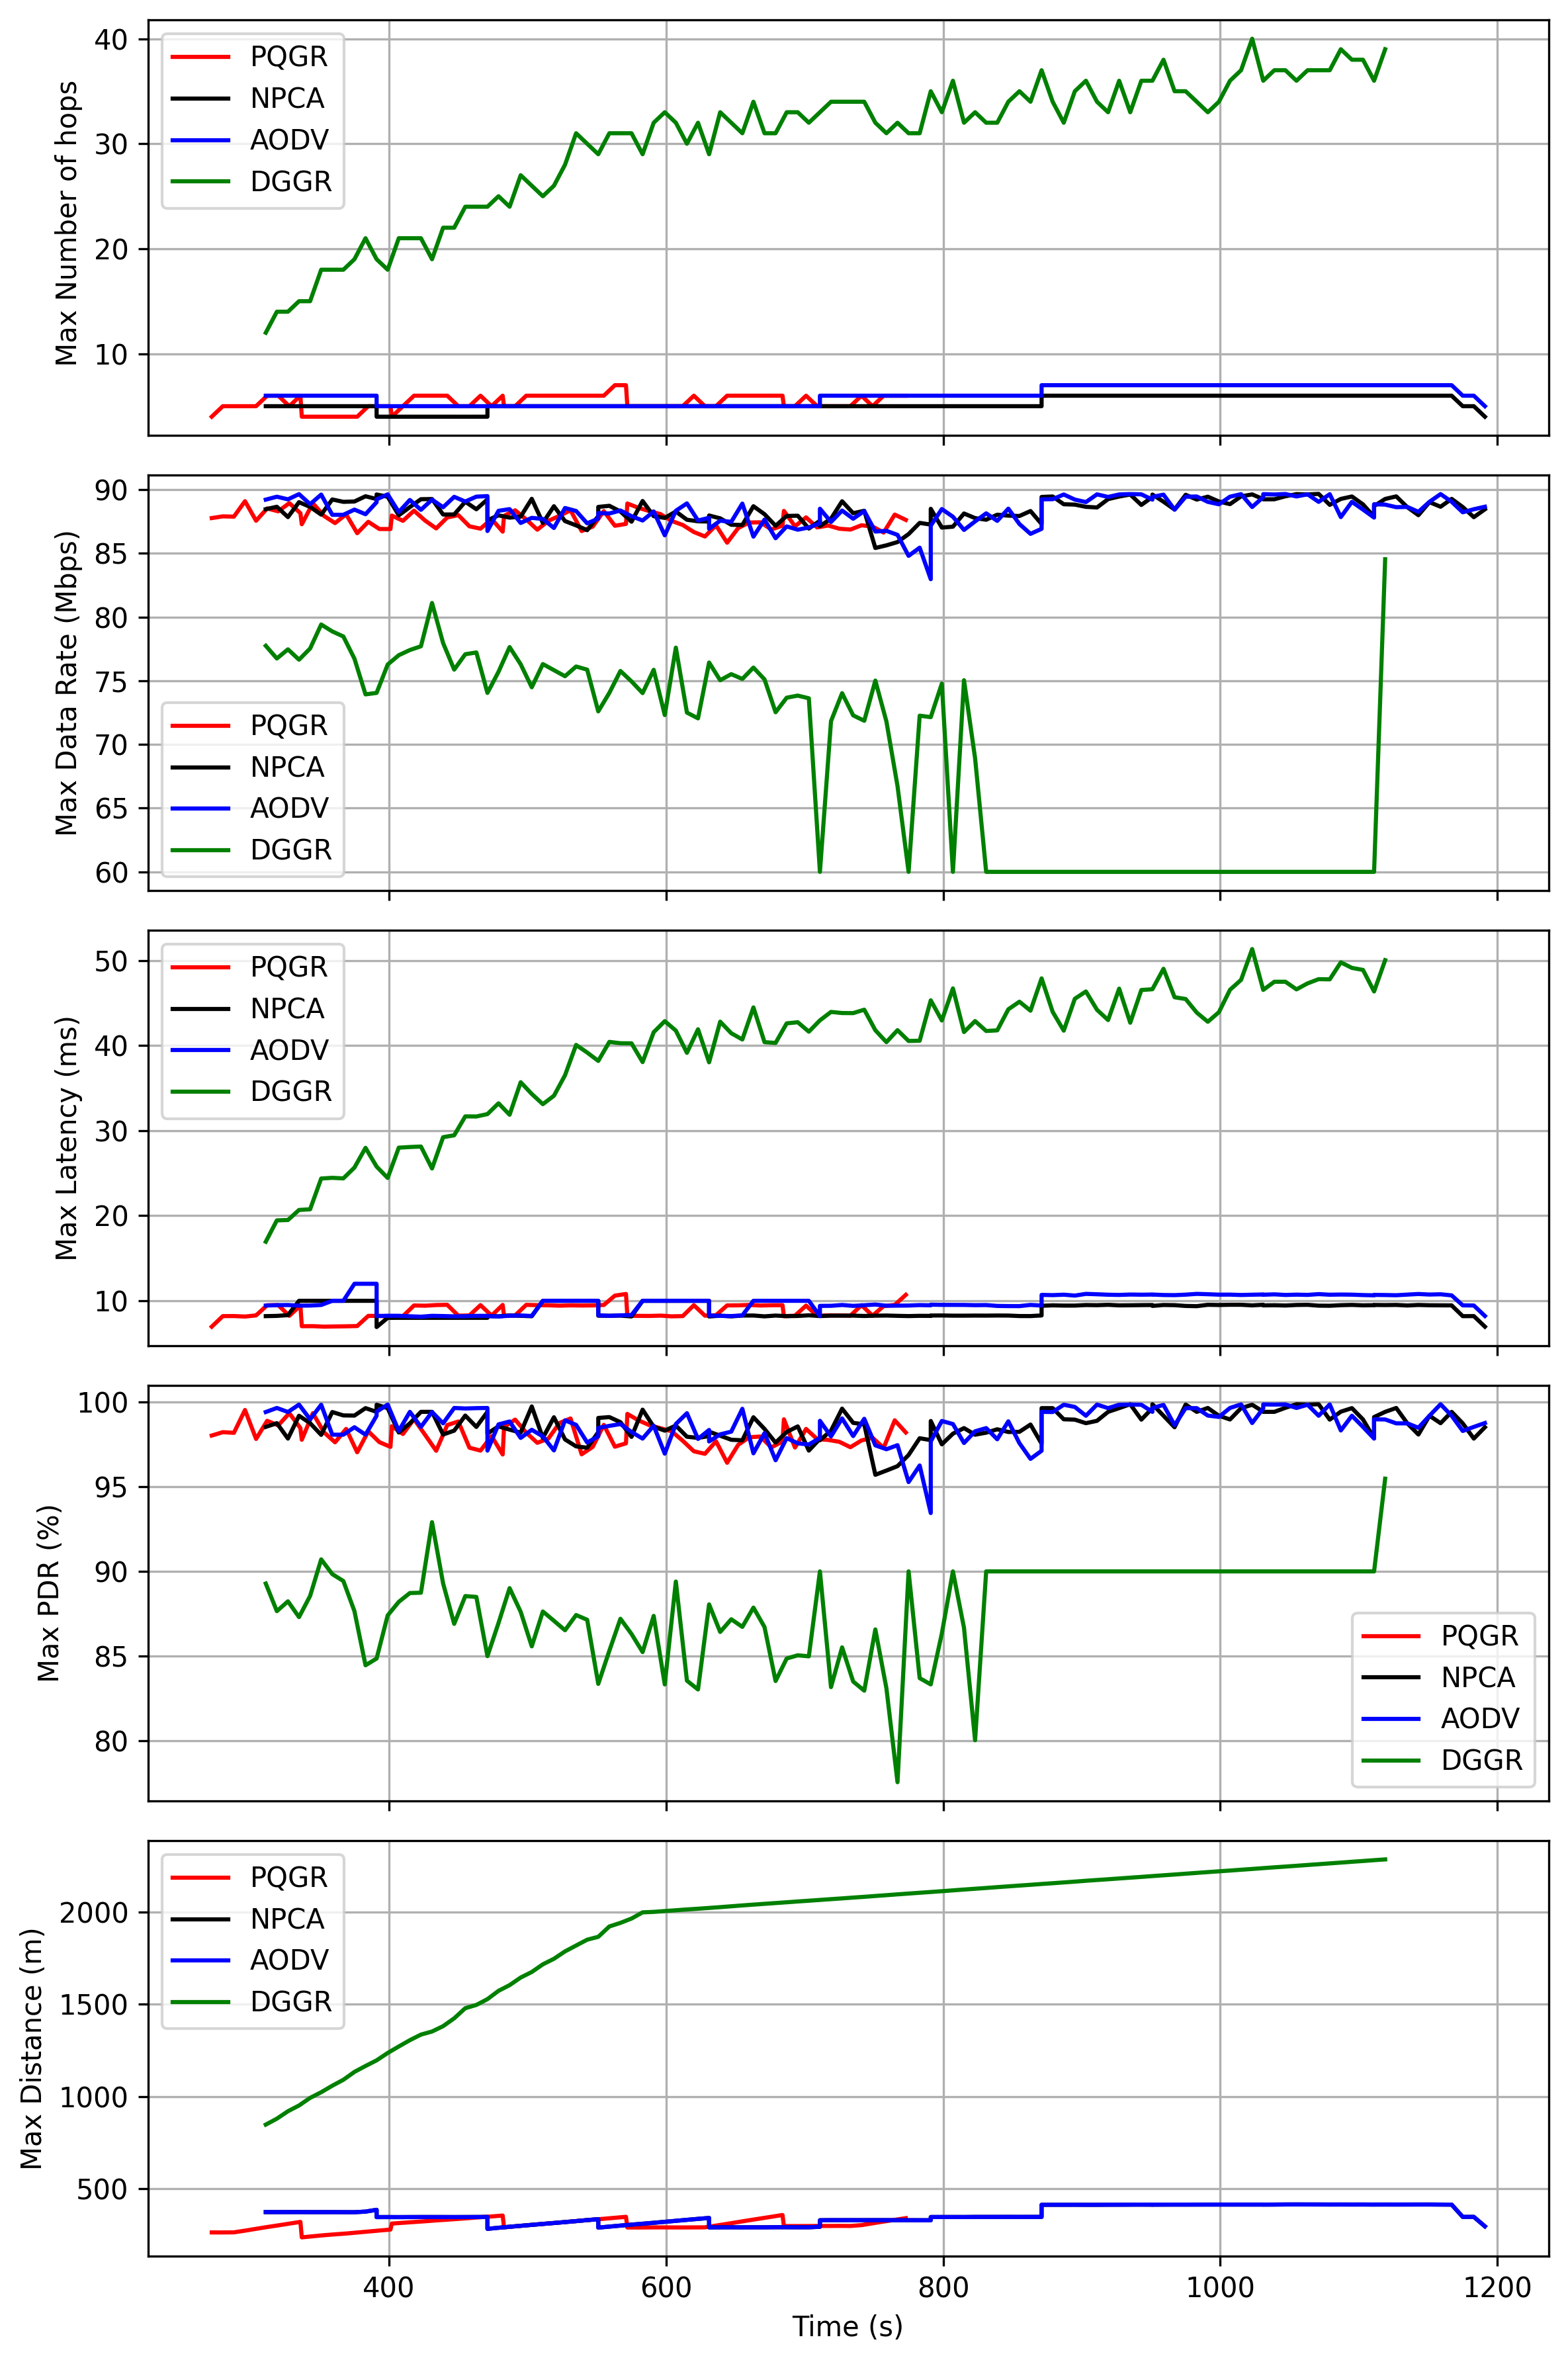 Max Number of hops
40
30
20
10
PQGR
NPCA
AODV
DGGR
Max Data Rate (Mbps)
90
85
80
75
70
65
60
PQGR
NPCA
AODV
DGGR
Max Latency (ms)
50
40
30
20
10
PQGR
NPCA
AODV
DGGR
Max PDR (%)
100
95
90
85
80
PQGR
NPCA
AODV
DGGR
Max Distance (m)
2000
1500
1000
500
PQGR
NPCA
AODV
DGGR
400 600 800 1000 1200
Time (s)